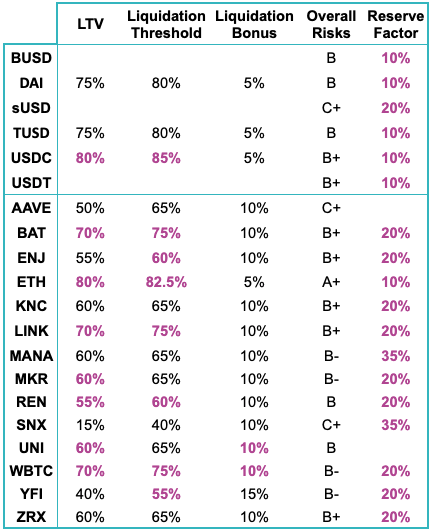 LTV Liquidation Threshold Liquidation Bonus Overall Risks Reserve Factor
BUSD B 10%
DAI 75% 80% 5% B 10%
sUSD C+ 20%
TUSD 75% 80% 5% B 10%
USDC 80% 85% 5% B+ 10%
USDT B+ 10%
AAVE 50% 65% 10% C+
BAT 70% 75% 10% B+ 20%
ENJ 55% 60% 10% B+ 20%
ETH 80% 82.5% 5% A+ 10%
KNC 60% 65% 10% B+ 20%
LINK 70% 75% 10% B+ 20%
MANA 60% 65% 10% B- 35%
MKR 60% 65% 10% B- 20%
REN 55% 60% 10% B 20%
SNX 15% 40% 10% C+ 35%
UNI 60% 65% 10% B
WBTC 70% 75% 10% B- 20%
YFI 40% 55% 15% B- 20%
ZRX 60% 65% 10% B+ 20%